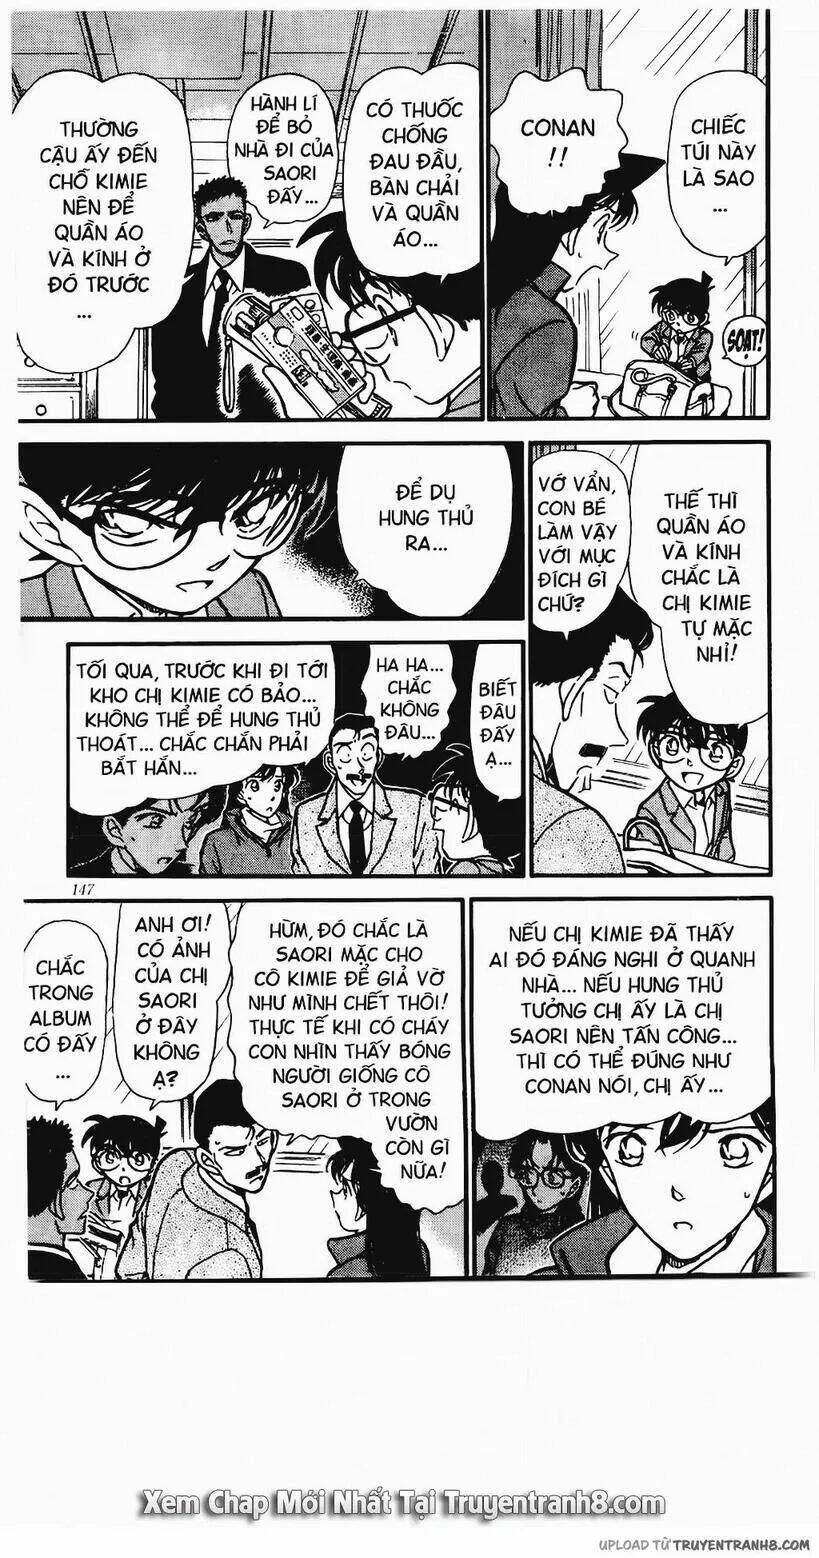 CHIẾC
TÚI NÀY
LÀ SAO
...
CONAN
!!
SOẠT!
CÓ THUỐC
CHỐNG
ĐAU ĐẦU,
BÀN CHẢI
VÀ QUẦN
ÁO...
HÀNH LÍ
ĐỂ BỎ
NHÀ ĐI CỦA
SAORI
ĐẤY...
THƯỜNG
CẬU ẤY ĐẾN
CHỖ KIMIE
NÊN ĐỂ
QUẦN ÁO
VÀ KÍNH Ở
ĐÓ TRƯỚC
...
THẾ THÌ
QUẦN ÁO
VÀ KÍNH
CHẮC LÀ
CHỊ KIMIE
TỰ MẶC
NHỈ!
VỚ VẨN,
CON BÉ
LÀM VẬY
VỚI MỤC
ĐÍCH GÌ
CHỨ?
ĐỂ DỤ
HUNG THỦ
RA...
BIẾT
ĐÂU
ĐẤY
Ạ...
HA HA...
CHẮC
KHÔNG
ĐÂU...
TỐI QUA, TRƯỚC KHI ĐI TỚI
KHO CHỊ KIMIE CÓ BẢO...
KHÔNG THỂ ĐỂ HUNG THỦ
THOÁT... CHẮC CHẮN PHẢI
BẮT HẮN...
147
NẾU CHỊ KIMIE ĐÃ THẤY
AI ĐÓ ĐÁNG NGHI Ở QUANH
NHÀ... NẾU HUNG THỦ
TƯỞNG CHỊ ẤY LÀ CHỊ
SAORI NÊN TẤN CÔNG...
THÌ CÓ THỂ ĐÚNG NHƯ
CONAN NÓI, CHỊ ẤY...
HỪM, ĐÓ CHẮC LÀ
SAORI MẶC CHO
CÔ KIMIE ĐỂ GIẢ VỜ
NHƯ MÌNH CHẾT THÔI!
THỰC TẾ KHI CÓ CHÁY
CON NHÌN THẤY BÓNG
NGƯỜI GIỐNG CÔ
SAORI Ở TRONG
VƯỜN
CÒN GÌ
NỮA!
ANH ƠI!
CÓ ẢNH
CỦA CHỊ
SAORI
Ở ĐÂY
KHÔNG
Ạ?
CHẮC
TRONG
ALBUM
CÓ ĐẤY
...
Xem Chap Mới Nhất Tại Truyentranh8.com
UPLOAD TỪ TRUYENTRANH8.COM